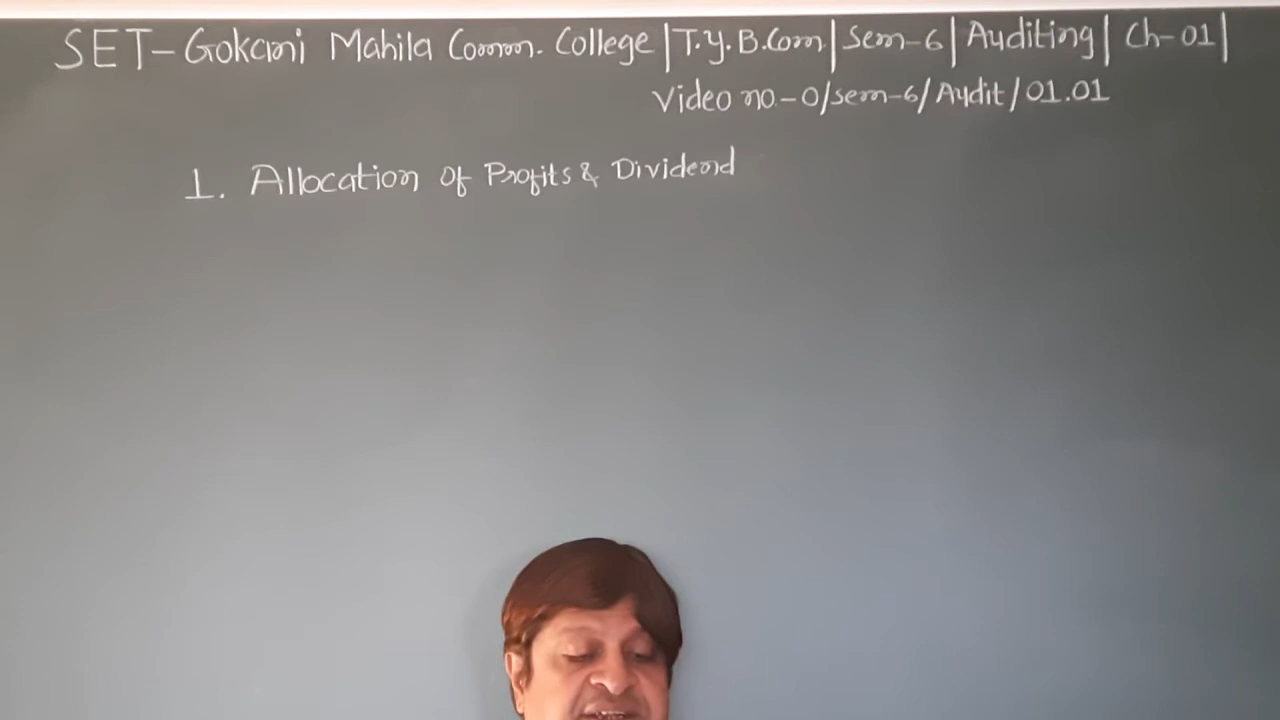 SET-Gokani Mahila Comm. College | T.Y.B.Com | Sem-6 | Auditing | Ch-01 |
Video no.-0/sem-6/Audit/01.01
1. Allocation of Profits & Dividend